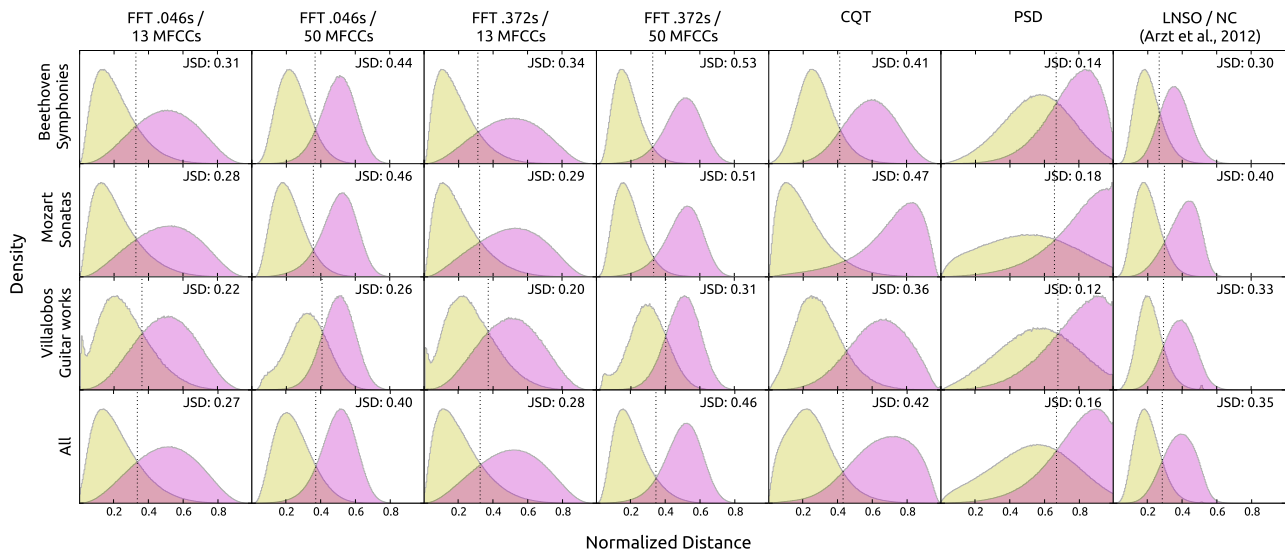 FFT .046s /
13 MFCCs
FFT .046s /
50 MFCCs
FFT .372s /
13 MFCCs
FFT .372s /
50 MFCCs
CQT
PSD
LNSO / NC
(Arzt et al., 2012)
Density
Beethoven
Symphonies
JSD: 0.31
JSD: 0.44
JSD: 0.34
JSD: 0.53
JSD: 0.41
JSD: 0.14
JSD: 0.30
Mozart
Sonatas
JSD: 0.28
JSD: 0.46
JSD: 0.29
JSD: 0.51
JSD: 0.47
JSD: 0.18
JSD: 0.40
Villalobos
Guitar works
JSD: 0.22
JSD: 0.26
JSD: 0.20
JSD: 0.31
JSD: 0.36
JSD: 0.12
JSD: 0.33
All
JSD: 0.27
JSD: 0.40
JSD: 0.28
JSD: 0.46
JSD: 0.42
JSD: 0.16
JSD: 0.35
0.2 0.4 0.6 0.8 0.2 0.4 0.6 0.8 0.2 0.4 0.6 0.8 0.2 0.4 0.6 0.8 0.2 0.4 0.6 0.8 0.2 0.4 0.6 0.8 0.2 0.4 0.6 0.8
Normalized Distance